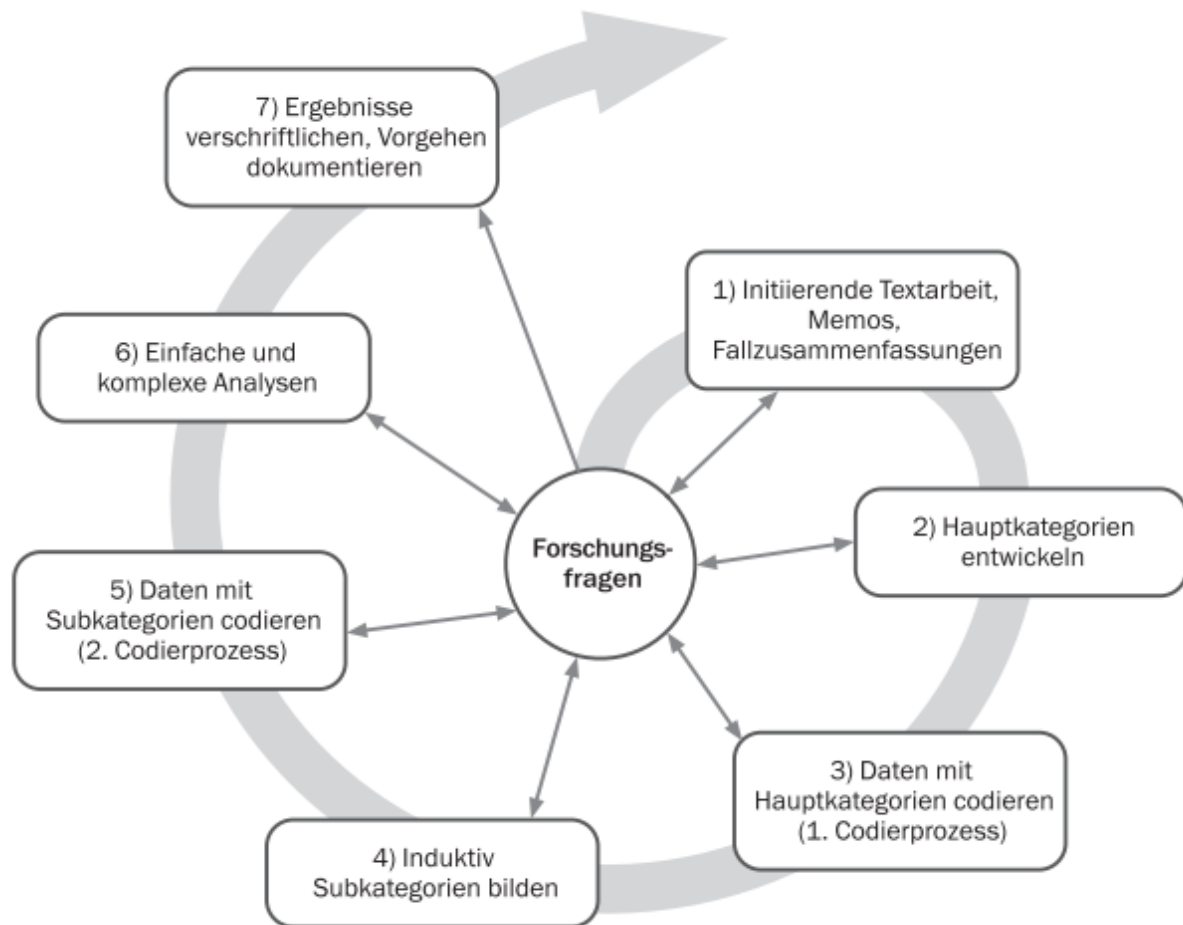 7) Ergebnisse
verschriftlichen, Vorgehen
dokumentieren
1) Initiierende Textarbeit,
Memos,
Fallzusammenfassungen
6) Einfache und
komplexe Analysen
2) Hauptkategorien
entwickeln
Forschungs-
fragen
5) Daten mit
Subkategorien codieren
(2. Codierprozess)
3) Daten mit
Hauptkategorien codieren
(1. Codierprozess)
4) Induktiv
Subkategorien bilden